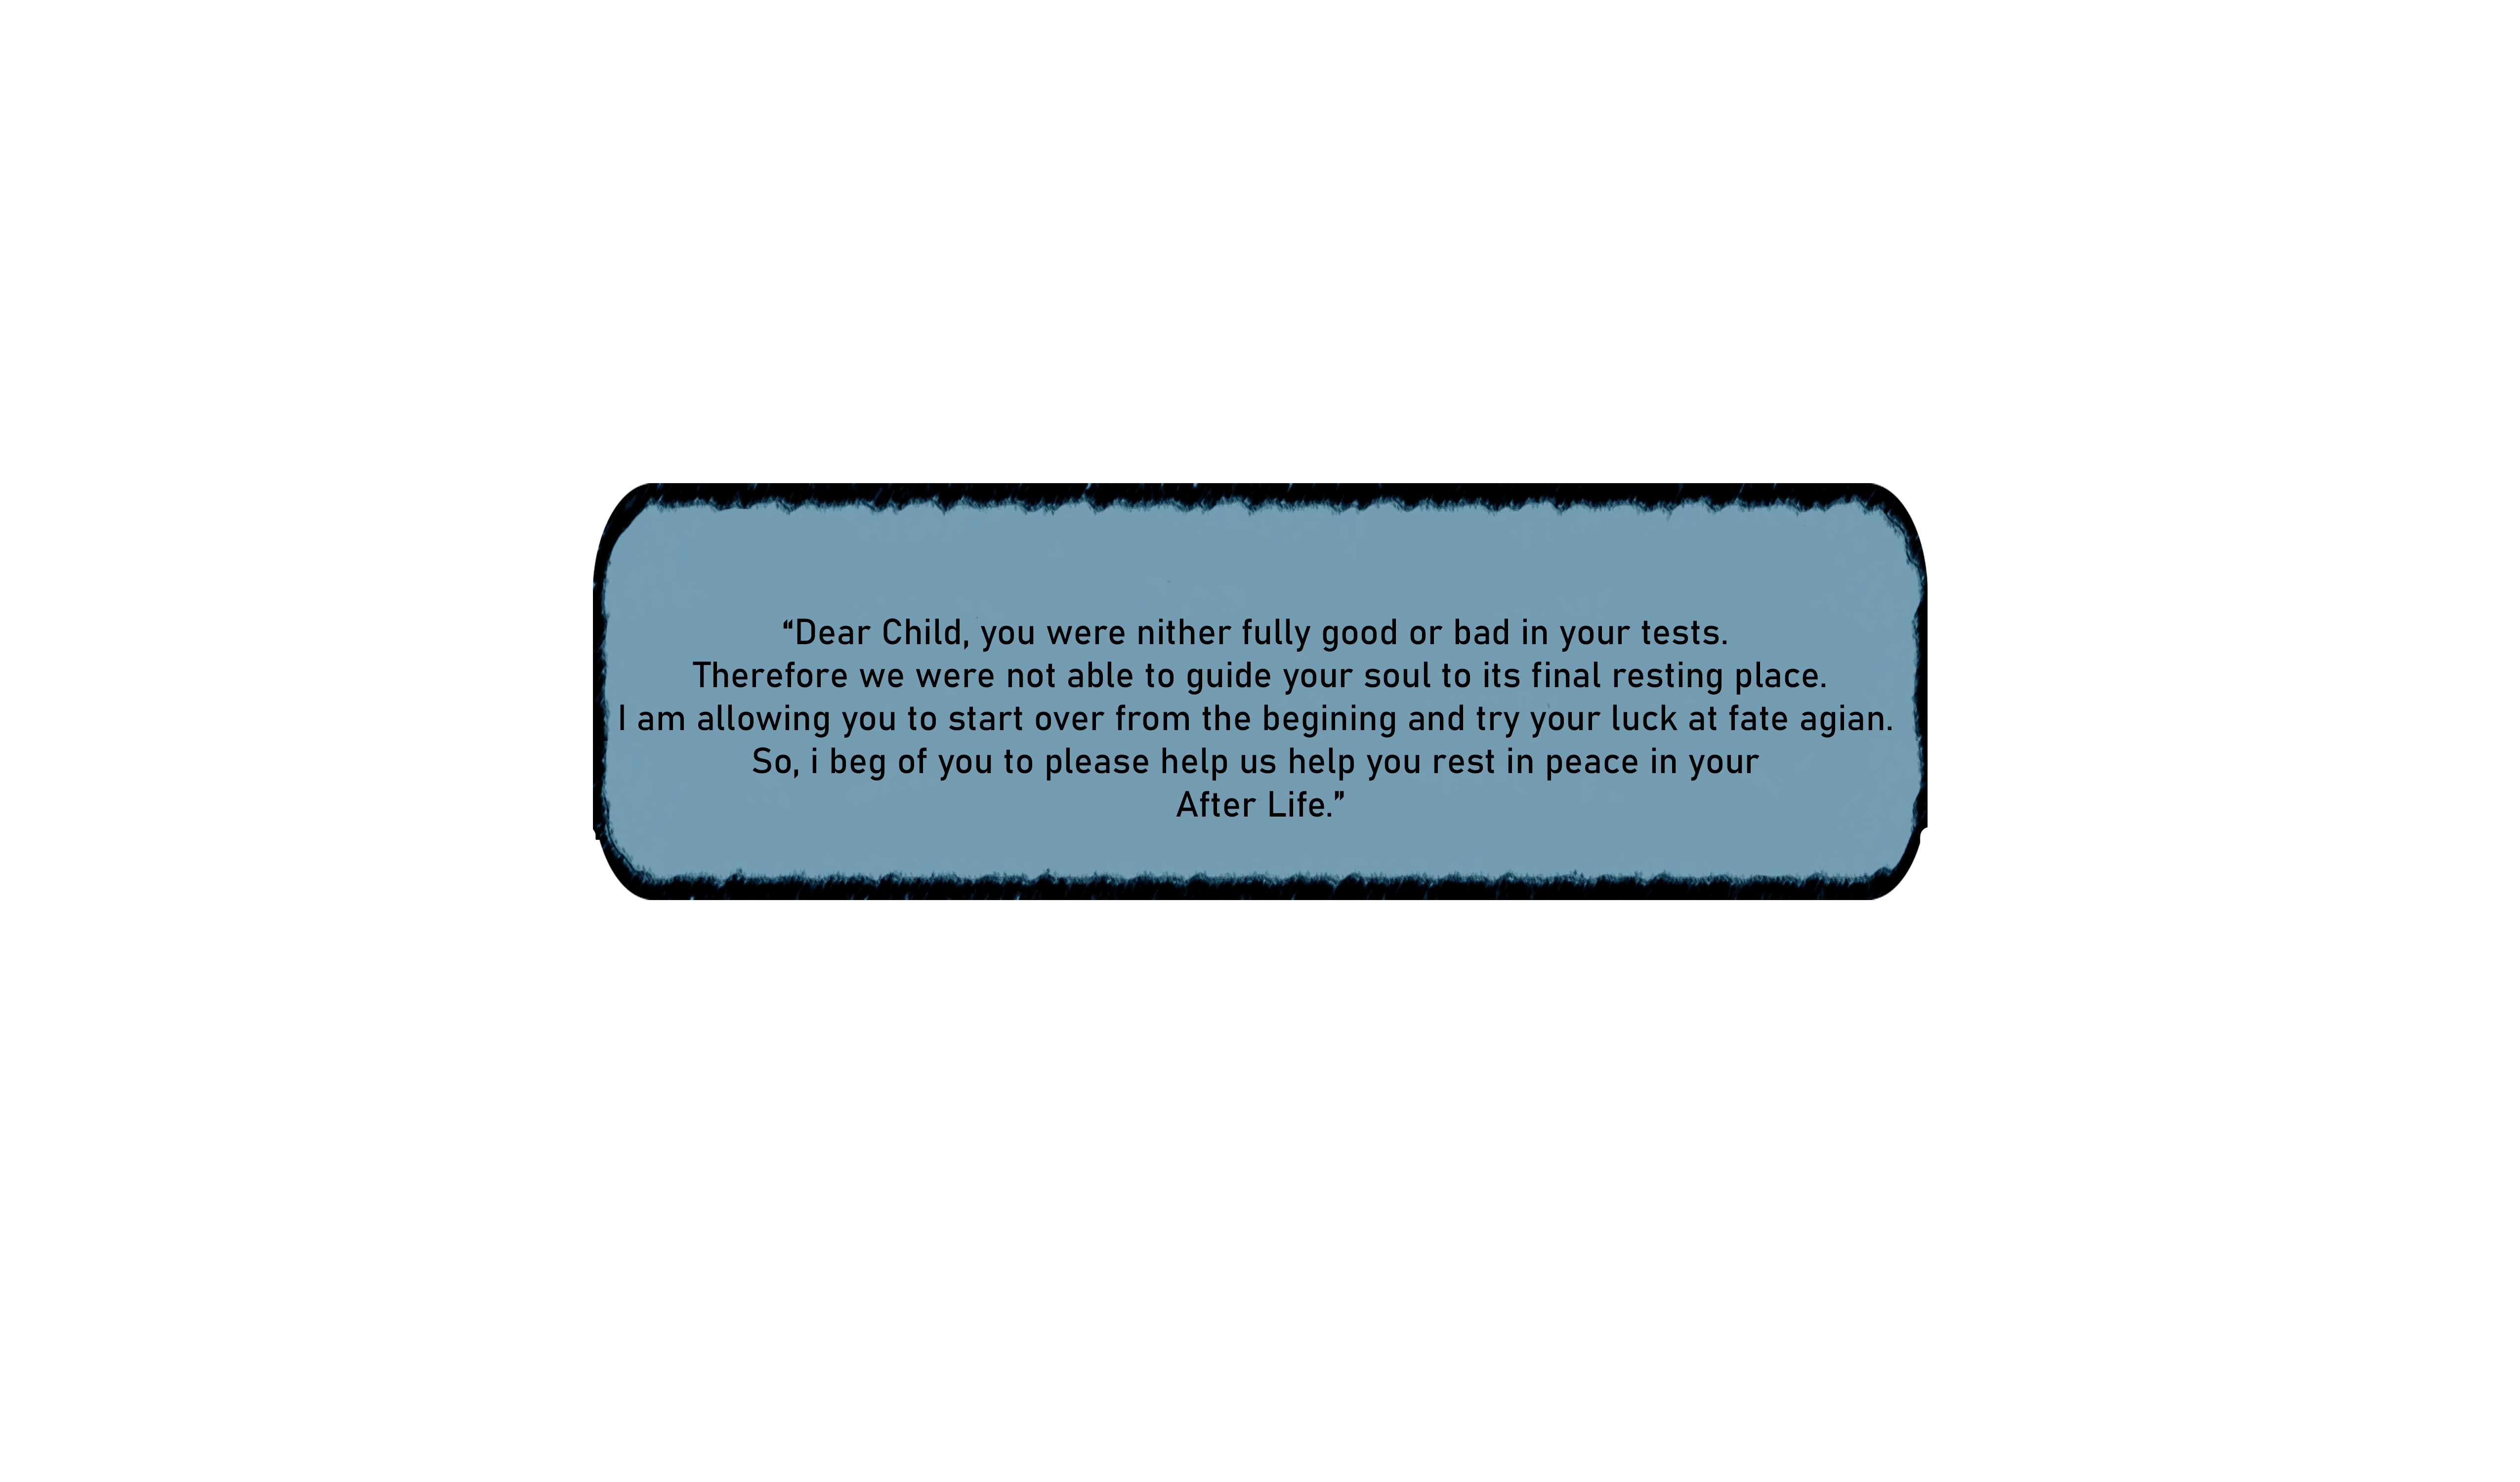 “Dear Child, you were nither fully good or bad in your tests.
Therefore we were not able to guide your soul to its final resting place.
I am allowing you to start over from the begining and try your luck at fate agian.
So, i beg of you to please help us help you rest in peace in your
After Life.”